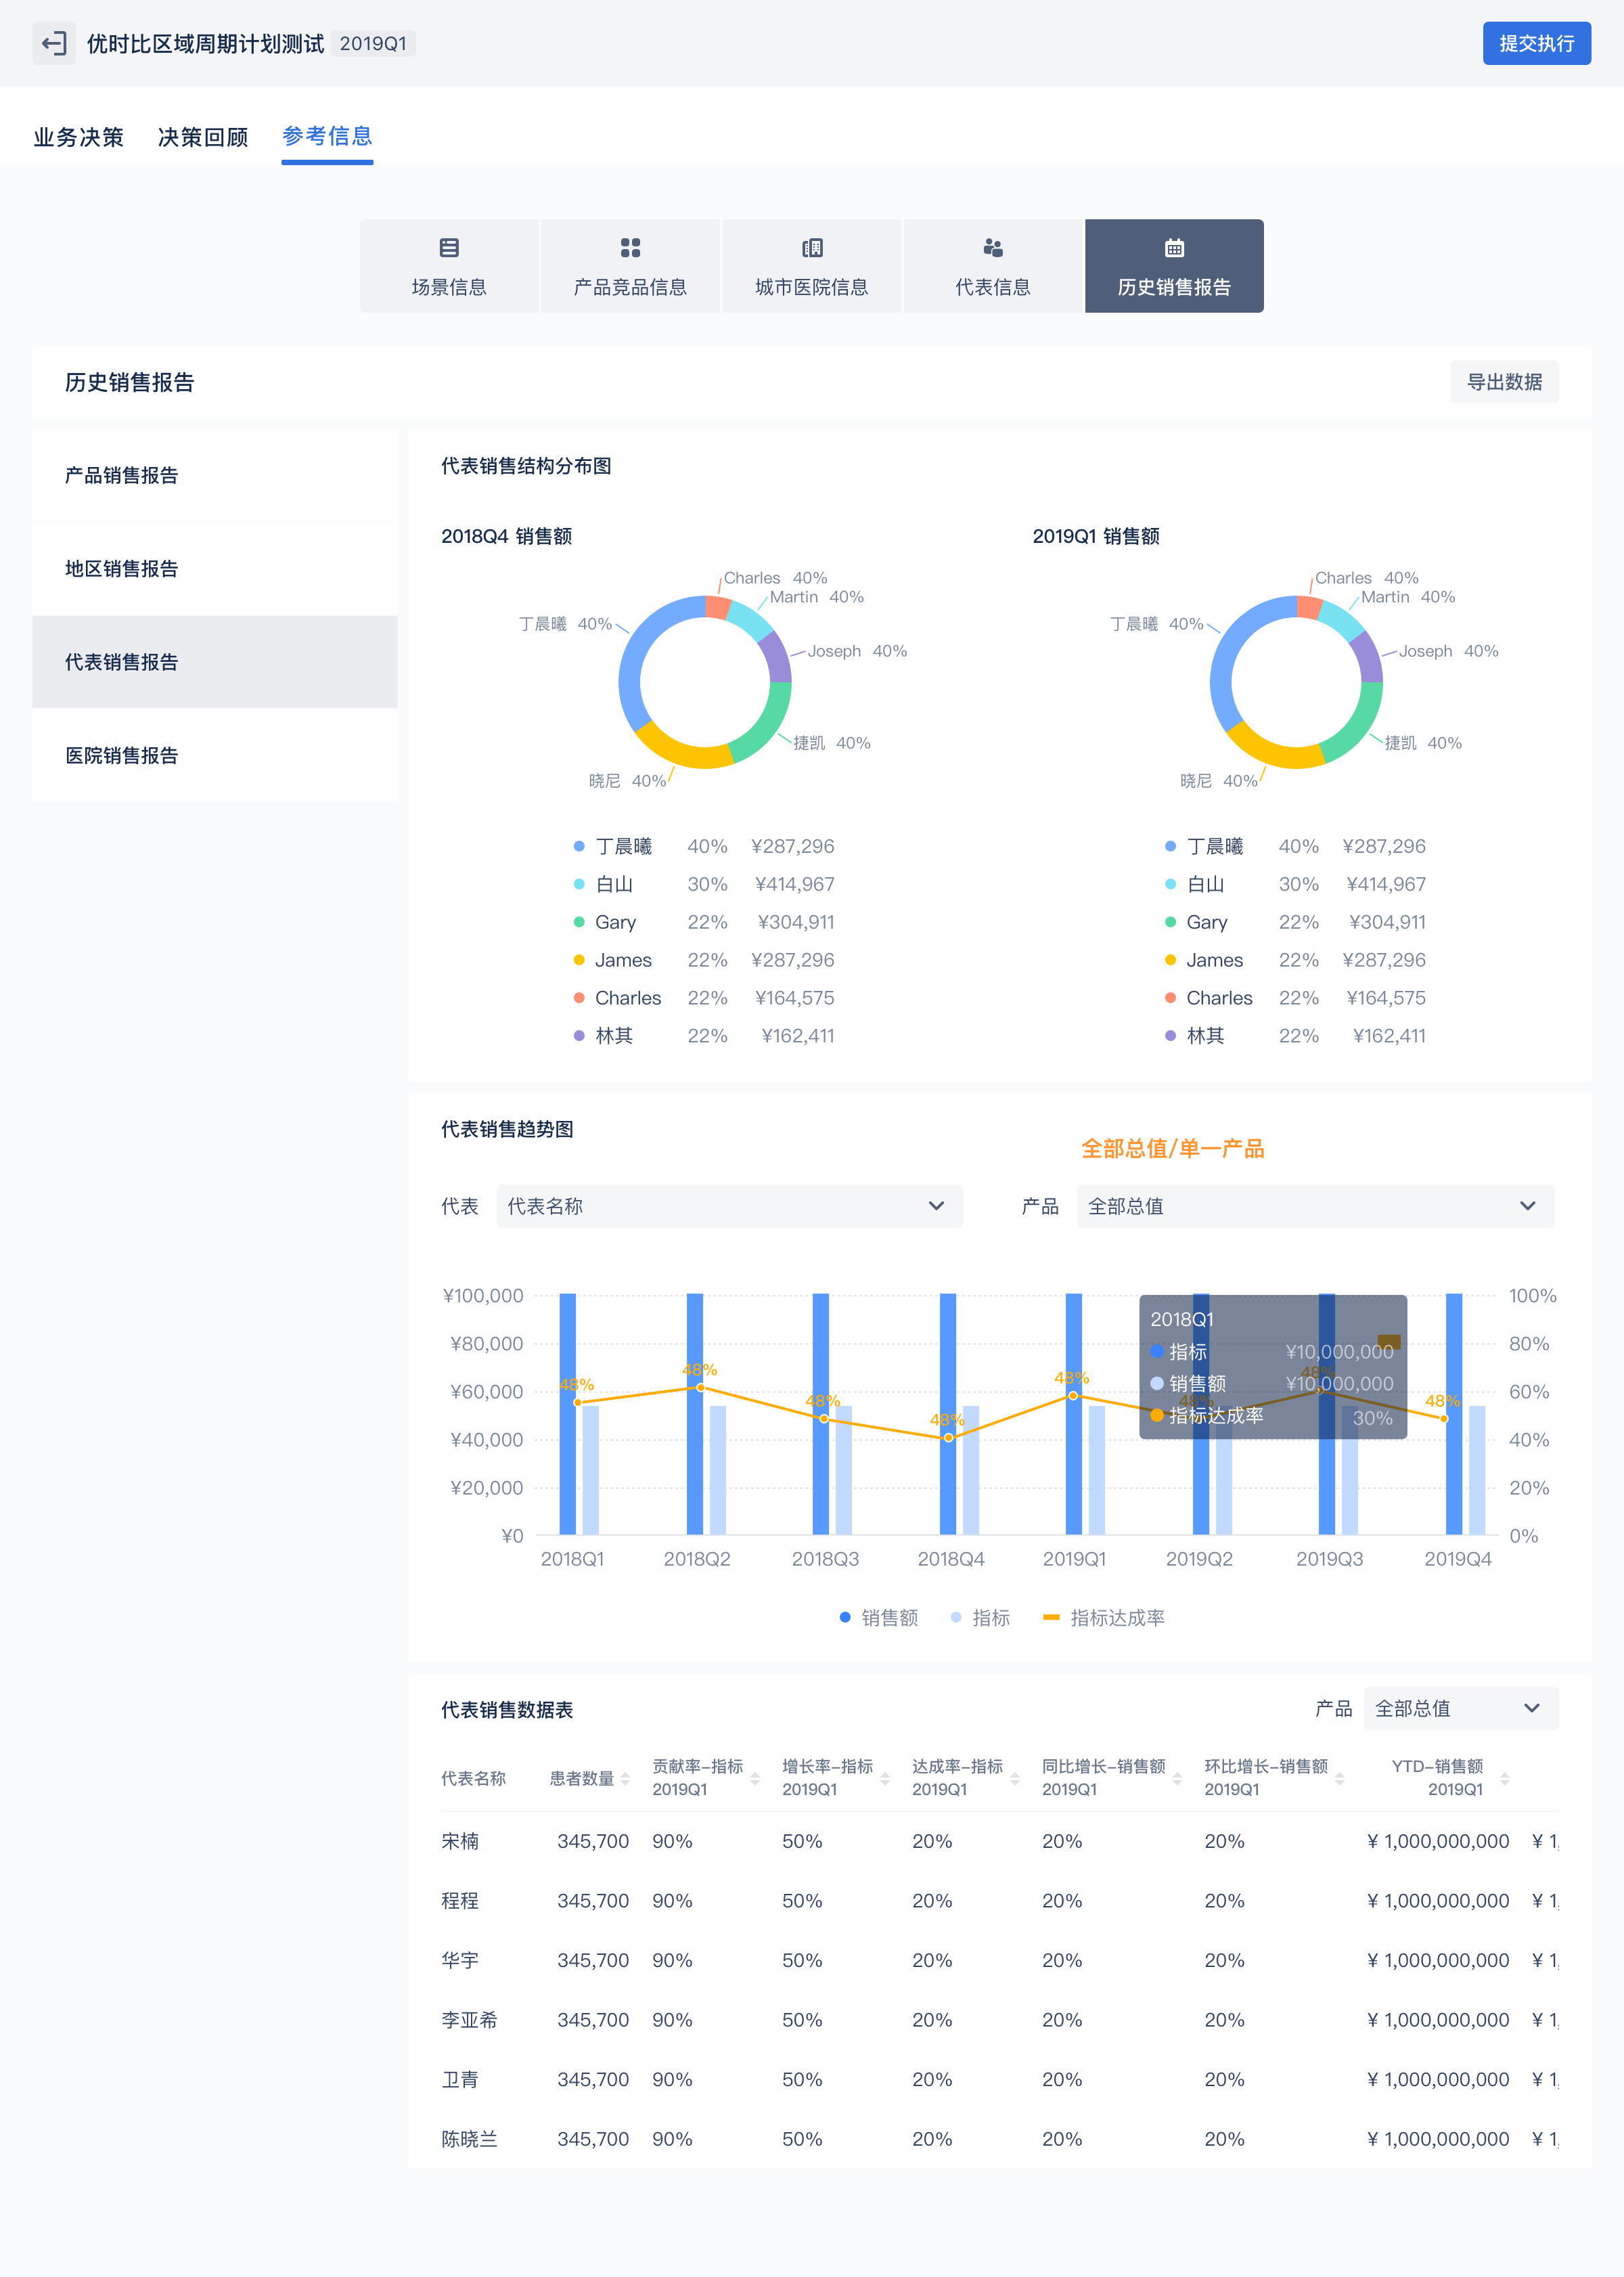 优时比区域周期计划测试 2019Q1
提交执行
业务决策 决策回顾 参考信息
场景信息 产品竞品信息 城市医院信息 代表信息 历史销售报告
历史销售报告
导出数据
产品销售报告
地区销售报告
代表销售报告
医院销售报告
代表销售结构分布图
2018Q4 销售额
Charles 40%
Martin 40%
丁晨曦 40%
Joseph 40%
捷凯 40%
晓尼 40%
丁晨曦 40% ¥287,296
白山 30% ¥414,967
Gary 22% ¥304,911
James 22% ¥287,296
Charles 22% ¥164,575
林其 22% ¥162,411
2019Q1 销售额
Charles 40%
Martin 40%
丁晨曦 40%
Joseph 40%
捷凯 40%
晓尼 40%
丁晨曦 40% ¥287,296
白山 30% ¥414,967
Gary 22% ¥304,911
James 22% ¥287,296
Charles 22% ¥164,575
林其 22% ¥162,411
代表销售趋势图
全部总值/单一产品
代表 代表名称
产品 全部总值
¥100,000
¥80,000
¥60,000
¥40,000
¥20,000
¥0
48%
48%
48%
48%
48%
48%
48%
48%
2018Q1
指标 ¥10,000,000
销售额 ¥10,000,000
指标达成率 30%
100%
80%
60%
40%
20%
0%
2018Q1 2018Q2 2018Q3 2018Q4 2019Q1 2019Q2 2019Q3 2019Q4
销售额 指标 指标达成率
代表销售数据表
产品 全部总值
代表名称 患者数量 贡献率-指标 2019Q1 增长率-指标 2019Q1 达成率-指标 2019Q1 同比增长-销售额 2019Q1 环比增长-销售额 2019Q1 YTD-销售额 2019Q1
宋楠 345,700 90% 50% 20% 20% 20% ¥ 1,000,000,000 ¥ 1,
程程 345,700 90% 50% 20% 20% 20% ¥ 1,000,000,000 ¥ 1,
华宇 345,700 90% 50% 20% 20% 20% ¥ 1,000,000,000 ¥ 1,
李亚希 345,700 90% 50% 20% 20% 20% ¥ 1,000,000,000 ¥ 1,
卫青 345,700 90% 50% 20% 20% 20% ¥ 1,000,000,000 ¥ 1,
陈晓兰 345,700 90% 50% 20% 20% 20% ¥ 1,000,000,000 ¥ 1,